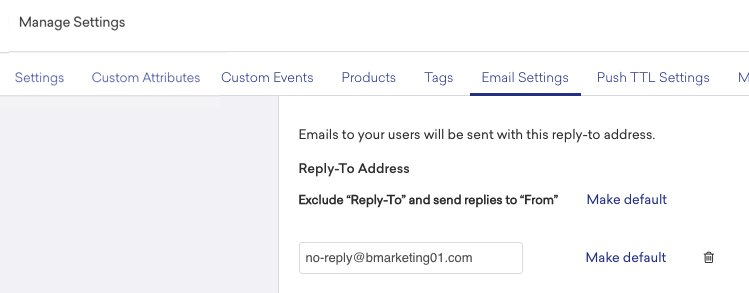 Manage Settings
Settings Custom Attributes Custom Events Products Tags Email Settings Push TTL Settings M
Emails to your users will be sent with this reply-to address.
Reply-To Address
Exclude “Reply-To” and send replies to “From” Make default
no-reply@bmarketing01.com Make default